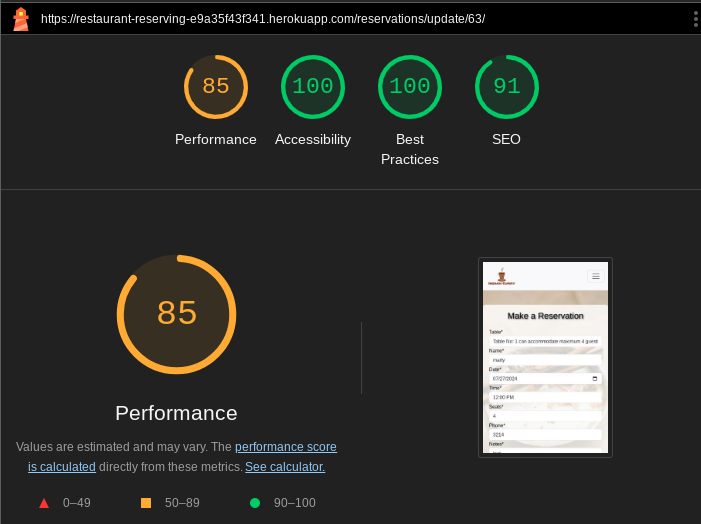 https://restaurant-reserving-e9a35f43f341.herokuapp.com/reservations/update/63/
85 100 100 91
Performance Accessibility Best Practices SEO
85
Performance
Values are estimated and may vary. The performance score
is calculated directly from these metrics. See calculator.
0–49 50–89 90–100
INDIAN CURRY
Make a Reservation
Table*
Table No: 1 can accommodate maximum 4 guest
Name*
Date*
07/27/2024
Time*
12:00 PM
Seats*
4
Phone*
3214
Notes*